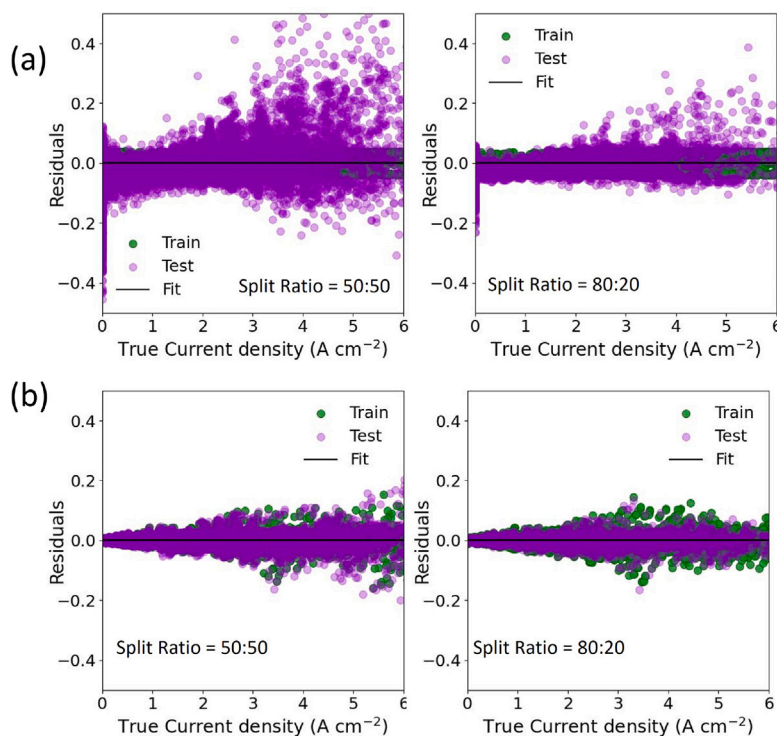 (a)
Residuals
0.4
0.2
0.0
−0.2
−0.4
Train
Test
Fit
Split Ratio = 50:50
0 1 2 3 4 5 6
True Current density (A cm⁻²)
Residuals
0.4
0.2
0.0
−0.2
−0.4
Train
Test
Fit
Split Ratio = 80:20
0 1 2 3 4 5 6
True Current density (A cm⁻²)
(b)
Residuals
0.4
0.2
0.0
−0.2
−0.4
Train
Test
Fit
Split Ratio = 50:50
0 1 2 3 4 5 6
True Current density (A cm⁻²)
Residuals
0.4
0.2
0.0
−0.2
−0.4
Train
Test
Fit
Split Ratio = 80:20
0 1 2 3 4 5 6
True Current density (A cm⁻²)